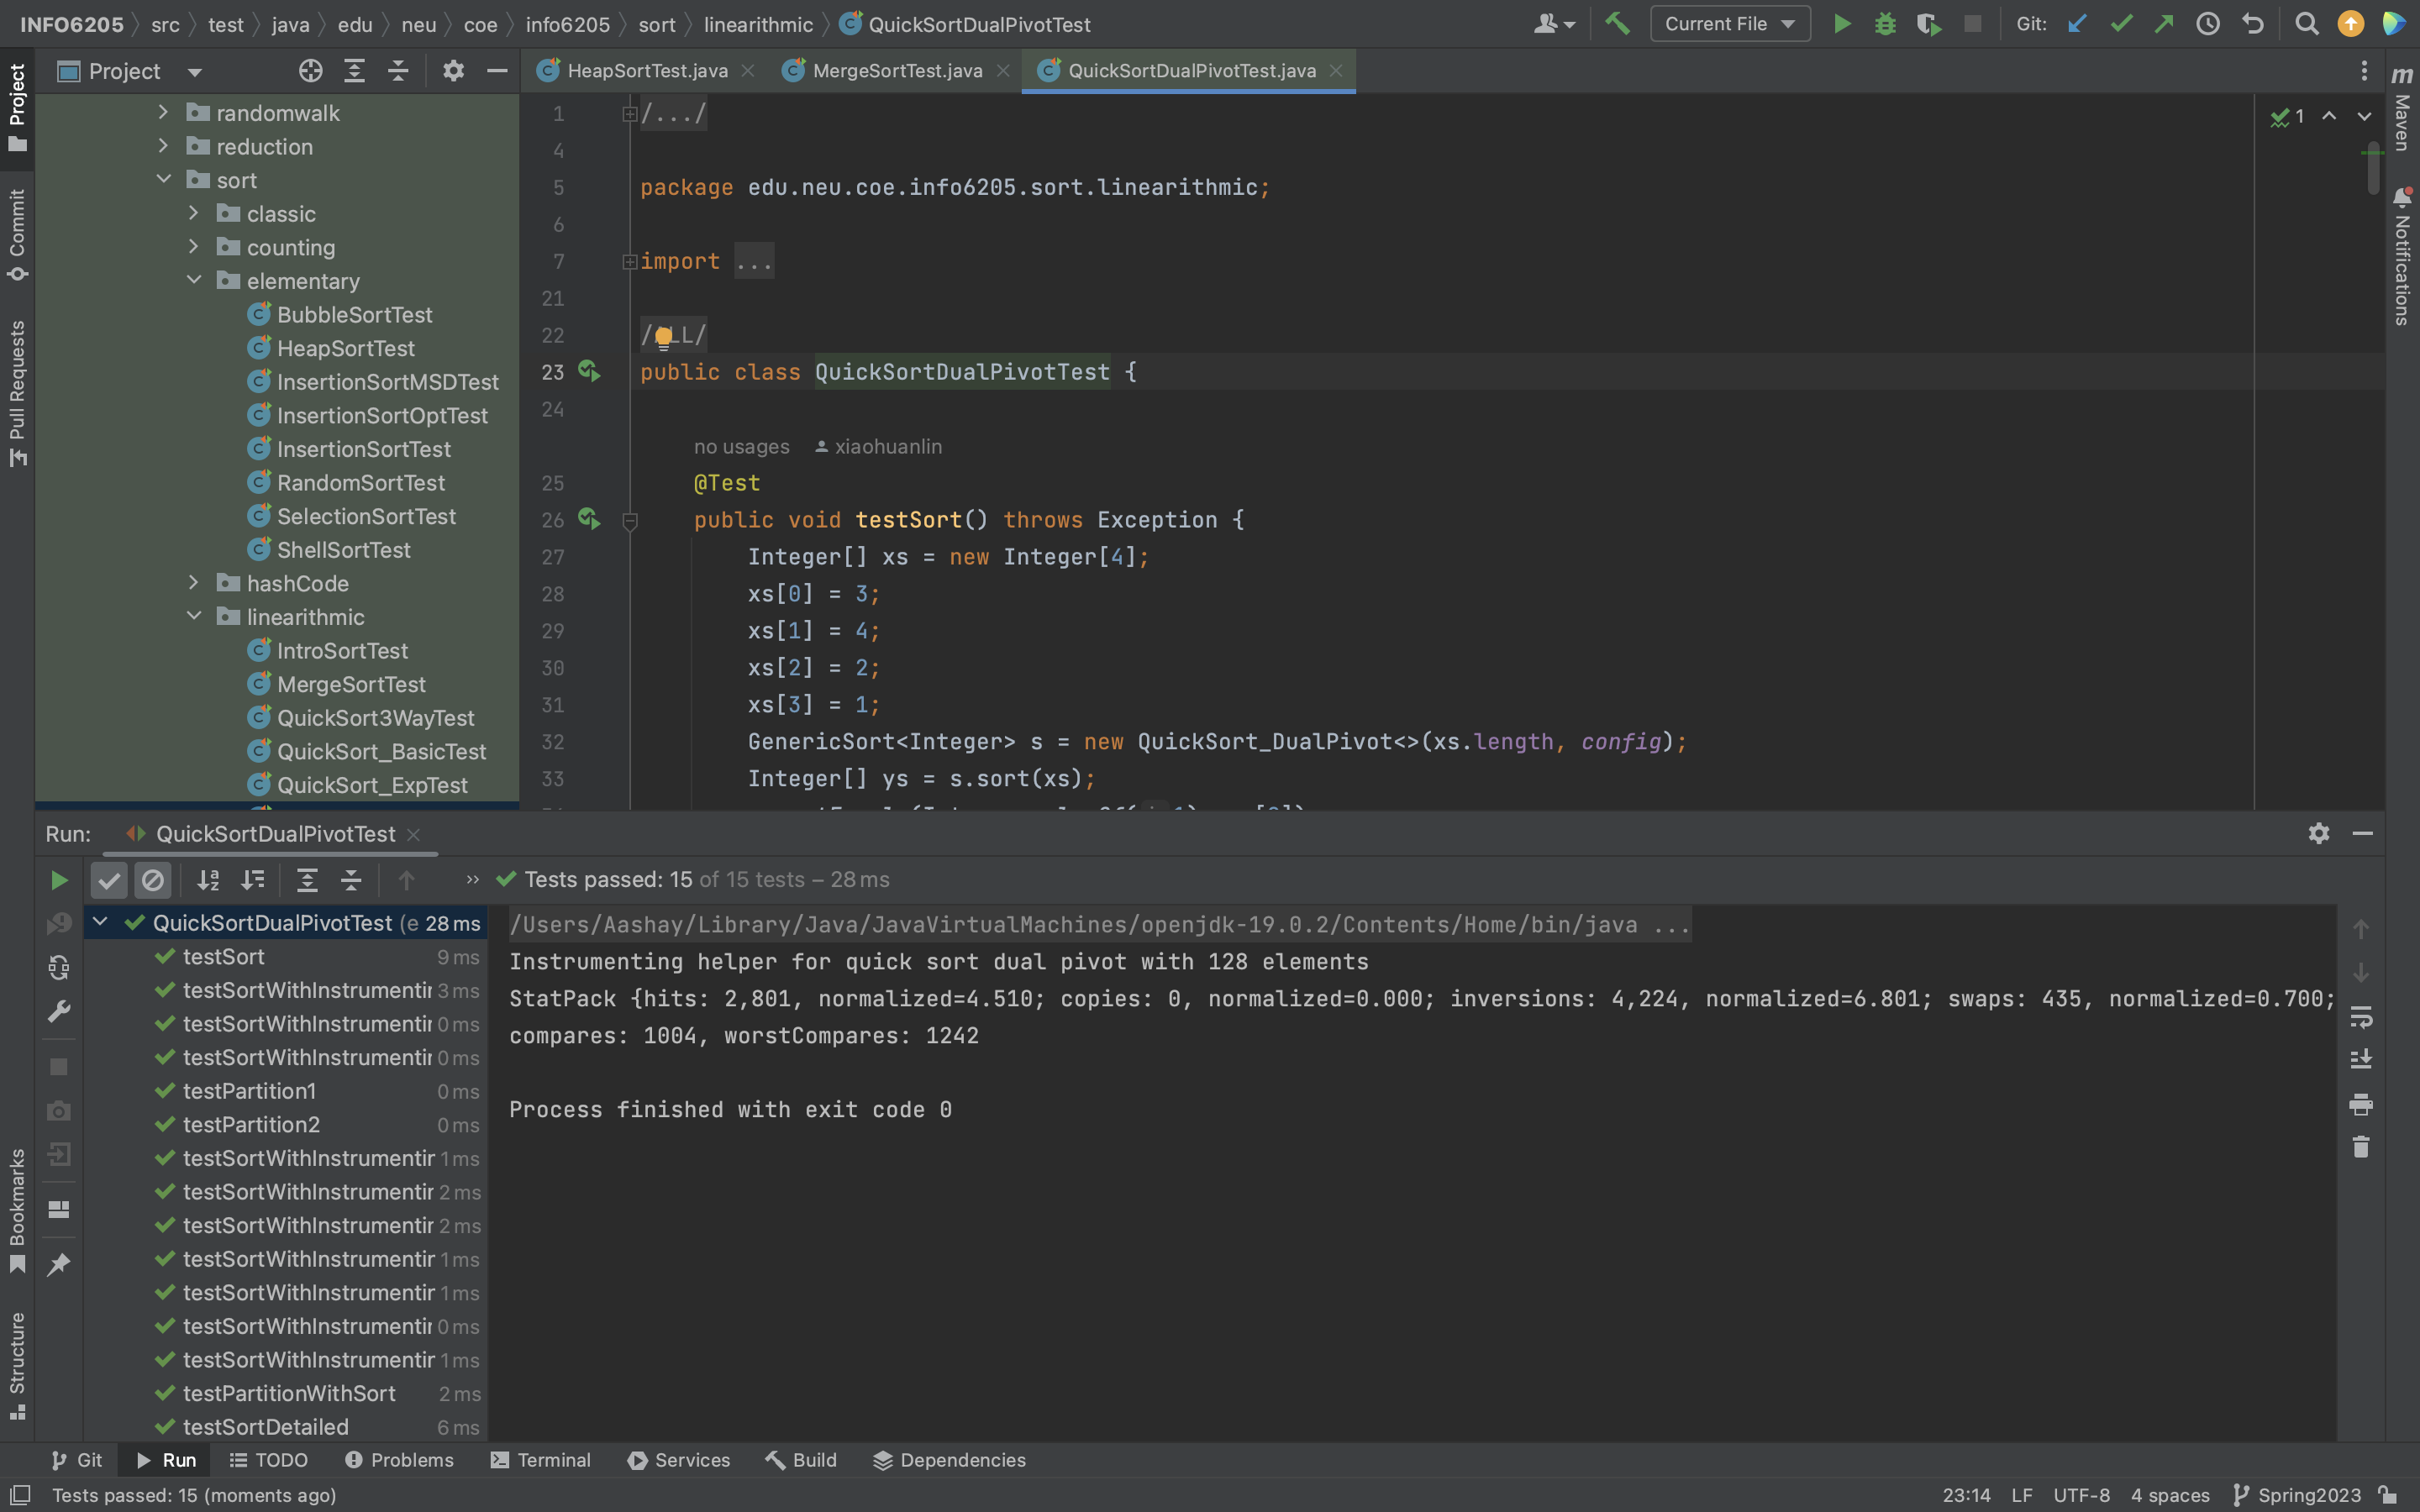 INFO6205 src test java edu neu coe info6205 sort linearithmic QuickSortDualPivotTest
Current File
Git:
Project
HeapSortTest.java
MergeSortTest.java
QuickSortDualPivotTest.java
Project
Commit
Pull Requests
Bookmarks
Structure
Maven
Notifications
randomwalk
reduction
sort
classic
counting
elementary
BubbleSortTest
HeapSortTest
InsertionSortMSDTest
InsertionSortOptTest
InsertionSortTest
RandomSortTest
SelectionSortTest
ShellSortTest
hashCode
linearithmic
IntroSortTest
MergeSortTest
QuickSort3WayTest
QuickSort_BasicTest
QuickSort_ExpTest
1 /.../
1
4
5 package edu.neu.coe.info6205.sort.linearithmic;
6
7 import ...
21
22
23 public class QuickSortDualPivotTest {
24
no usages xiaohuanlin
25 @Test
26 public void testSort() throws Exception {
27 Integer[] xs = new Integer[4];
28 xs[0] = 3;
29 xs[1] = 4;
30 xs[2] = 2;
31 xs[3] = 1;
32 GenericSort<Integer> s = new QuickSort_DualPivot<>(xs.length, config);
33 Integer[] ys = s.sort(xs);
Run: QuickSortDualPivotTest
Tests passed: 15 of 15 tests – 28 ms
QuickSortDualPivotTest (e 28 ms
testSort 9 ms
testSortWithInstrumentir 3 ms
testSortWithInstrumentir 0 ms
testSortWithInstrumentir 0 ms
testPartition1 0 ms
testPartition2 0 ms
testSortWithInstrumentir 1 ms
testSortWithInstrumentir 2 ms
testSortWithInstrumentir 2 ms
testSortWithInstrumentir 1 ms
testSortWithInstrumentir 1 ms
testSortWithInstrumentir 0 ms
testSortWithInstrumentir 1 ms
testPartitionWithSort 2 ms
testSortDetailed 6 ms
/Users/Aashay/Library/Java/JavaVirtualMachines/openjdk-19.0.2/Contents/Home/bin/java ...
Instrumenting helper for quick sort dual pivot with 128 elements
StatPack {hits: 2,801, normalized=4.510; copies: 0, normalized=0.000; inversions: 4,224, normalized=6.801; swaps: 435, normalized=0.700;
compares: 1004, worstCompares: 1242
Process finished with exit code 0
Git Run TODO Problems Terminal Services Build Dependencies
Tests passed: 15 (moments ago)
23:14 LF UTF-8 4 spaces Spring2023